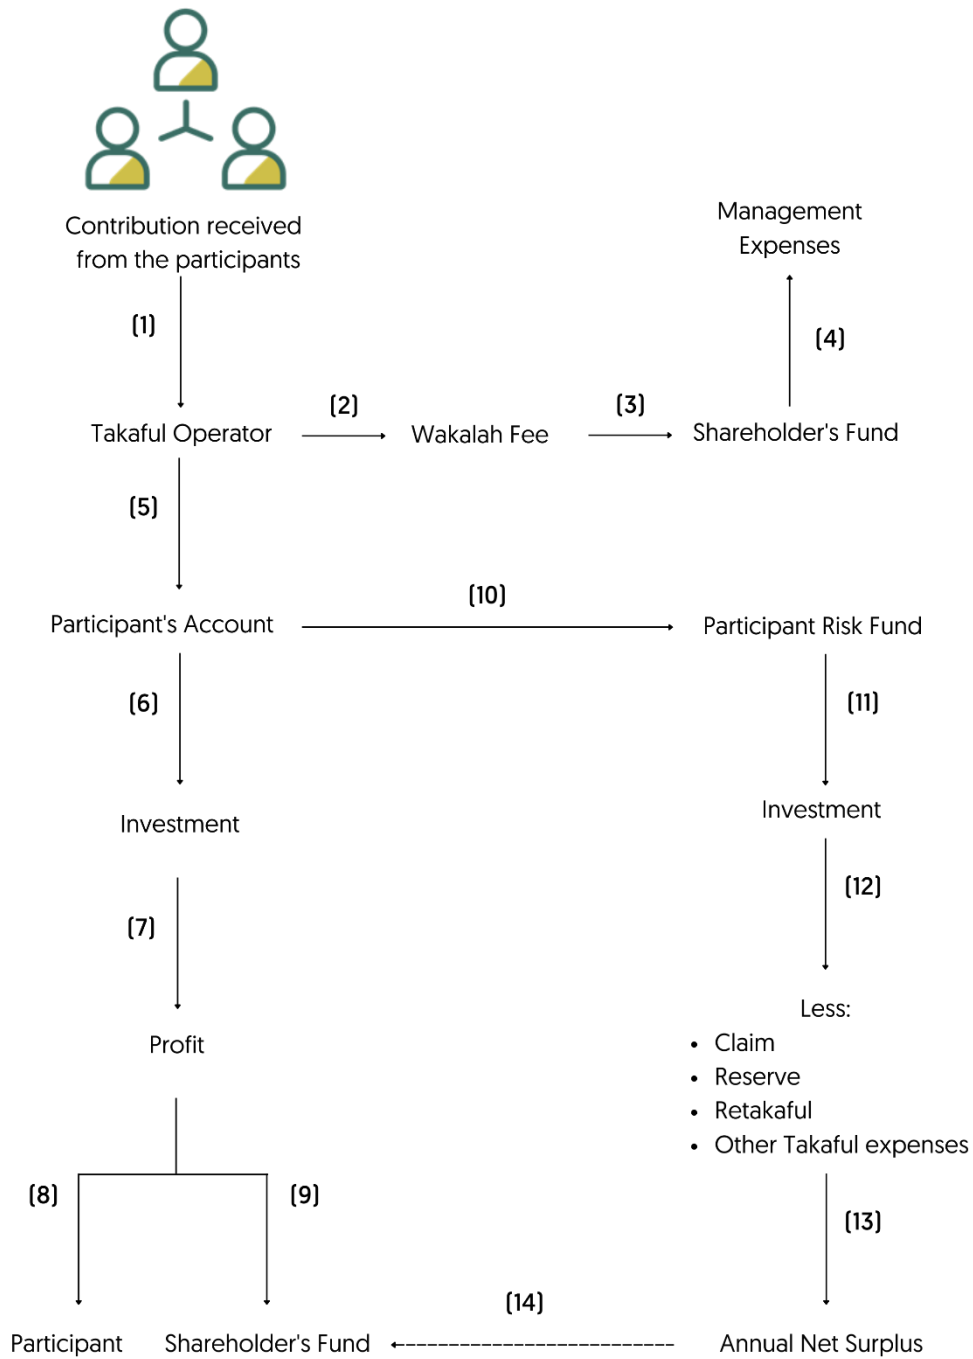 Contribution received
from the participants
Management
Expenses
(1)
(4)
(2)
(3)
Takaful Operator
Wakalah Fee
Shareholder's Fund
(5)
(10)
Participant's Account
Participant Risk Fund
(6)
(11)
Investment
Investment
(12)
(7)
Less:
• Claim
Profit
• Reserve
• Retakaful
• Other Takaful expenses
(8)
(9)
(13)
(14)
Participant
Shareholder's Fund
Annual Net Surplus